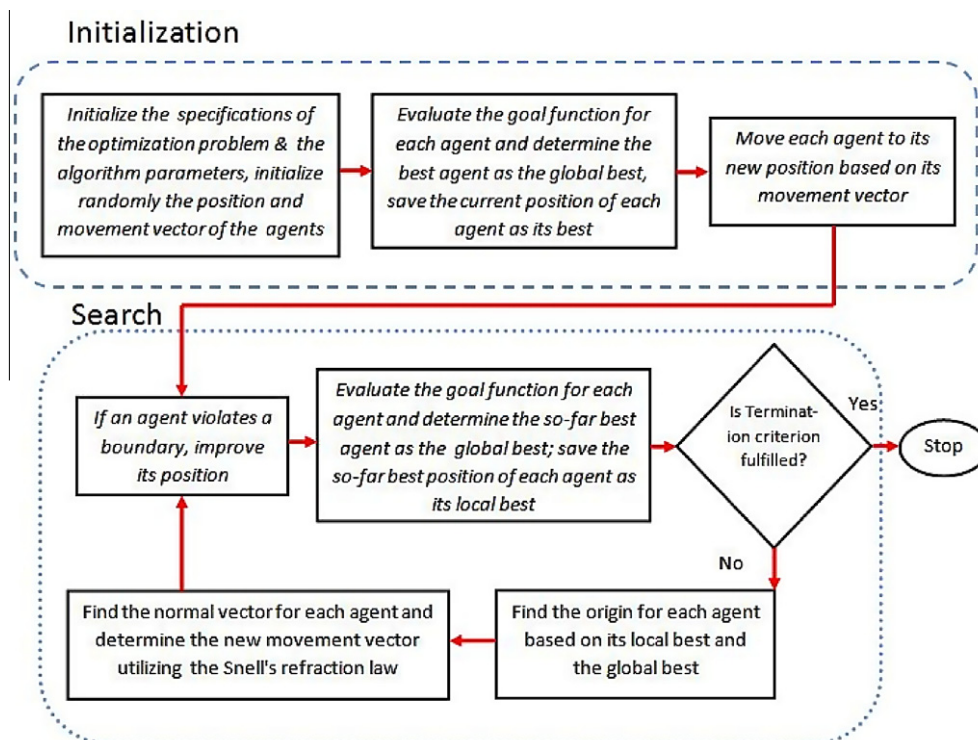 Initialization
Initialize the specifications of
the optimization problem & the
algorithm parameters, initialize
randomly the position and
movement vector of the agents
Evaluate the goal function for
each agent and determine the
best agent as the global best,
save the current position of each
agent as its best
Move each agent to its
new position based on its
movement vector
Search
If an agent violates a
boundary, improve
its position
Evaluate the goal function for each
agent and determine the so-far best
agent as the global best; save the
so-far best position of each agent as
its local best
Is Terminat-
ion criterion
fulfilled?
Yes
Stop
No
Find the origin for each agent
based on its local best and
the global best
Find the normal vector for each agent and
determine the new movement vector
utilizing the Snell's refraction law